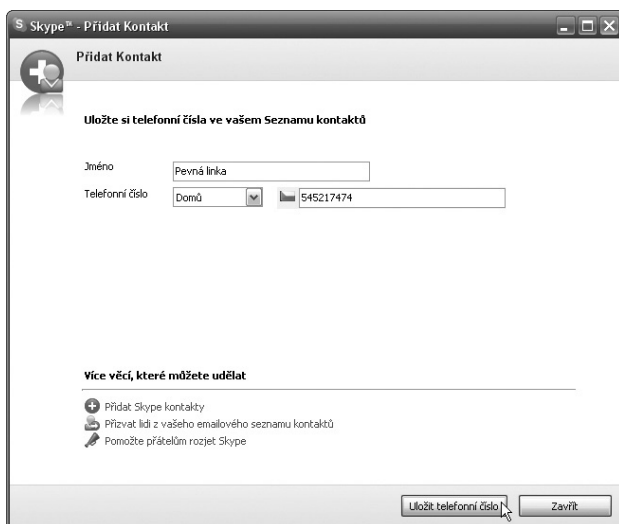 S Skype™ - Přidat Kontakt
Přidat Kontakt
Uložte si telefonní čísla ve vašem Seznamu kontaktů
Jméno Pevná linka
Telefonní číslo Domů 545217474
Více věcí, které můžete udělat
Přidat Skype kontakty
Přizvat lidi z vašeho emailového seznamu kontaktů
Pomožte přátelům rozjet Skype
Uložit telefonní číslo Zavřít